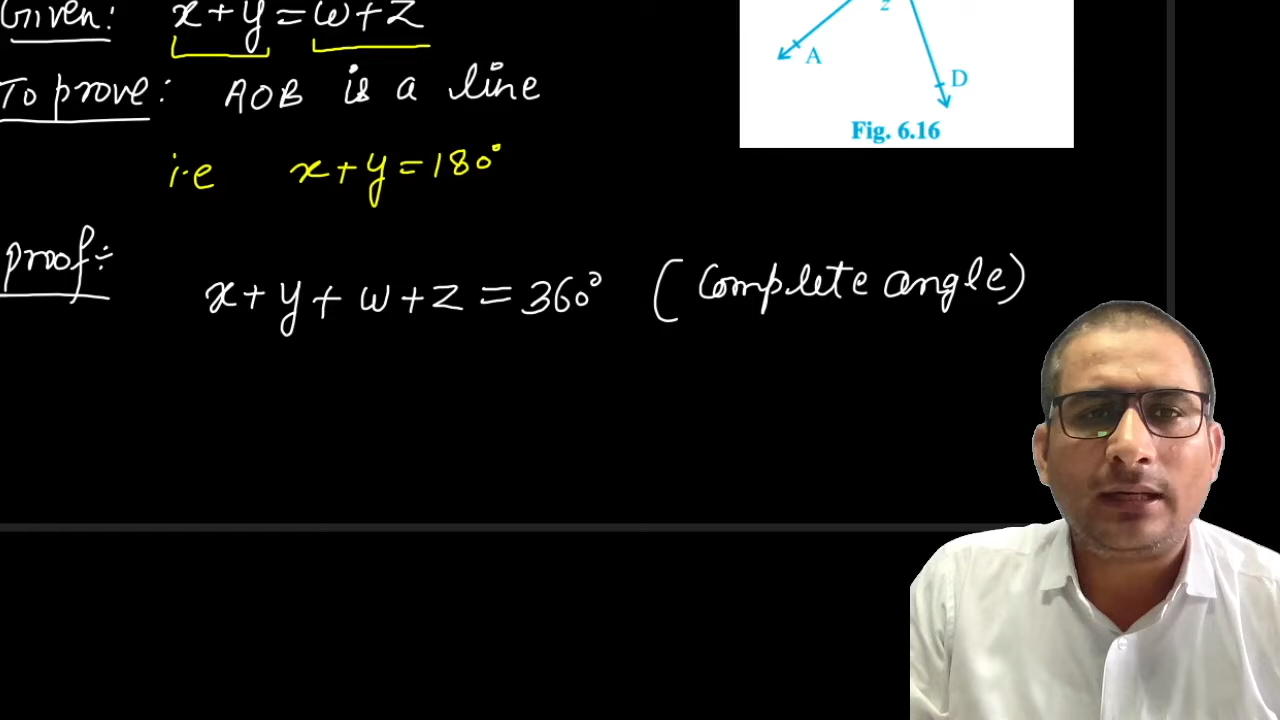 Given: x+y=w+z
To prove: AOB is a line
i.e x+y=180°
z
A
D
Fig. 6.16
proof:- x+y+w+z=360° (complete angle)